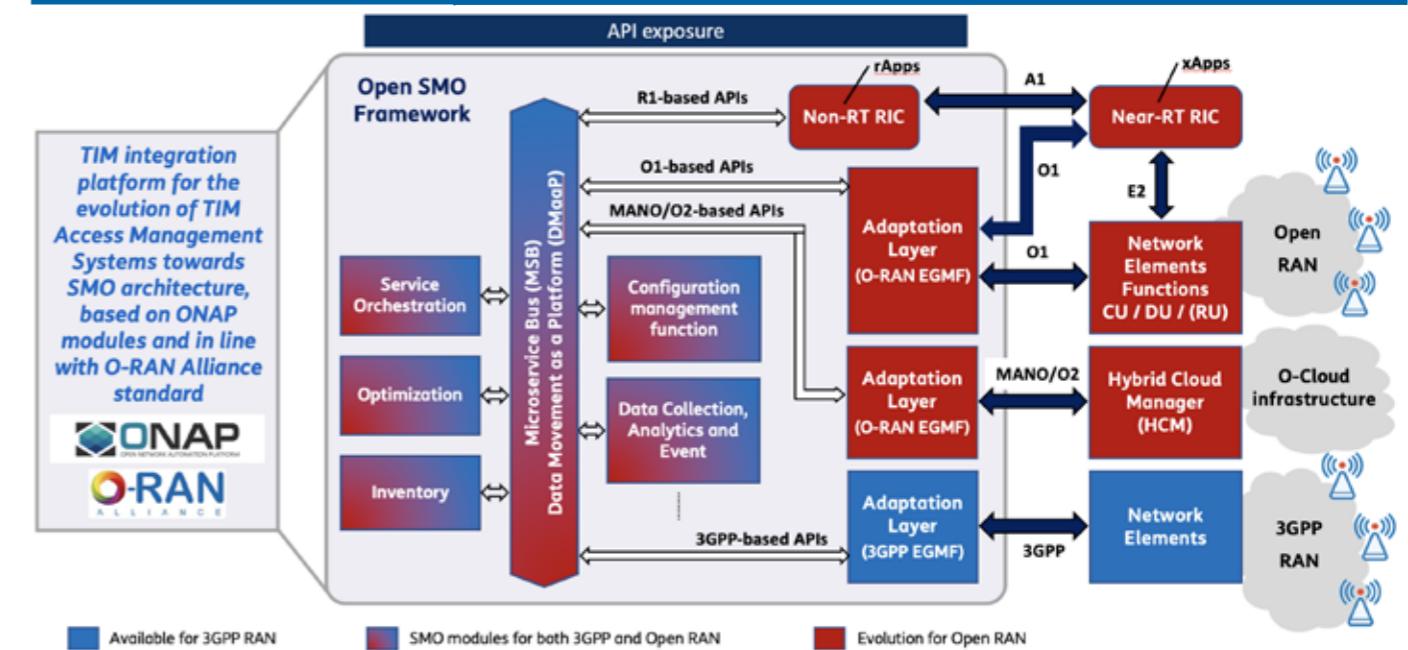 API exposure
Open SMO
Framework
rApps
xApps
R1-based APIs
Non-RT RIC
A1
Near-RT RIC
TIM integration
platform for the
evolution of TIM
Access Management
Systems towards
SMO architecture,
based on ONAP
modules and in line
with O-RAN Alliance
standard
ONAP
OPEN NETWORK AUTOMATION PLATFORM
O-RAN
ALLIANCE
Microservice Bus (MSB)
Data Movement as a Platform (DMaaP)
O1-based APIs
MANO/O2-based APIs
Service
Orchestration
Optimization
Inventory
Configuration
management
function
Data Collection,
Analytics and
Event
3GPP-based APIs
Adaptation
Layer
(O-RAN EGMF)
Adaptation
Layer
(O-RAN EGMF)
Adaptation
Layer
(3GPP EGMF)
O1
E2
O1
MANO/O2
3GPP
Network
Elements
Functions
CU / DU / (RU)
Hybrid Cloud
Manager
(HCM)
Network
Elements
Open
RAN
O-Cloud
infrastructure
3GPP
RAN
Available for 3GPP RAN
SMO modules for both 3GPP and Open RAN
Evolution for Open RAN